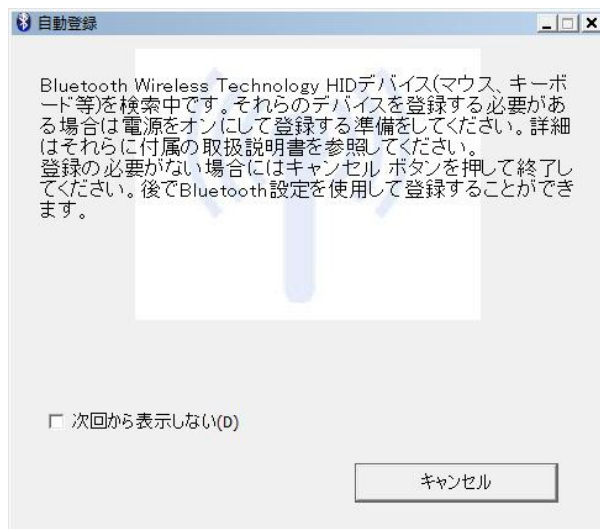 自動登録
Bluetooth Wireless Technology HIDデバイス(マウス、キーボ
ード等)を検索中です。それらのデバイスを登録する必要があ
る場合は電源をオンにして登録する準備をしてください。詳細
はそれらに付属の取扱説明書を参照してください。
登録の必要がない場合にはキャンセル ボタンを押して終了し
てください。後でBluetooth設定を使用して登録することができ
ます。
次回から表示しない(D)
キャンセル